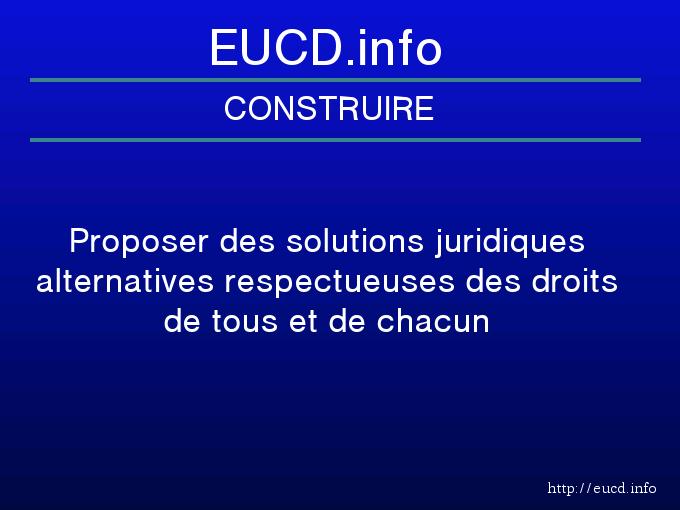 EUCD.info
CONSTRUIRE
Proposer des solutions juridiques
alternatives respectueuses des droits
de tous et de chacun
http://eucd.info